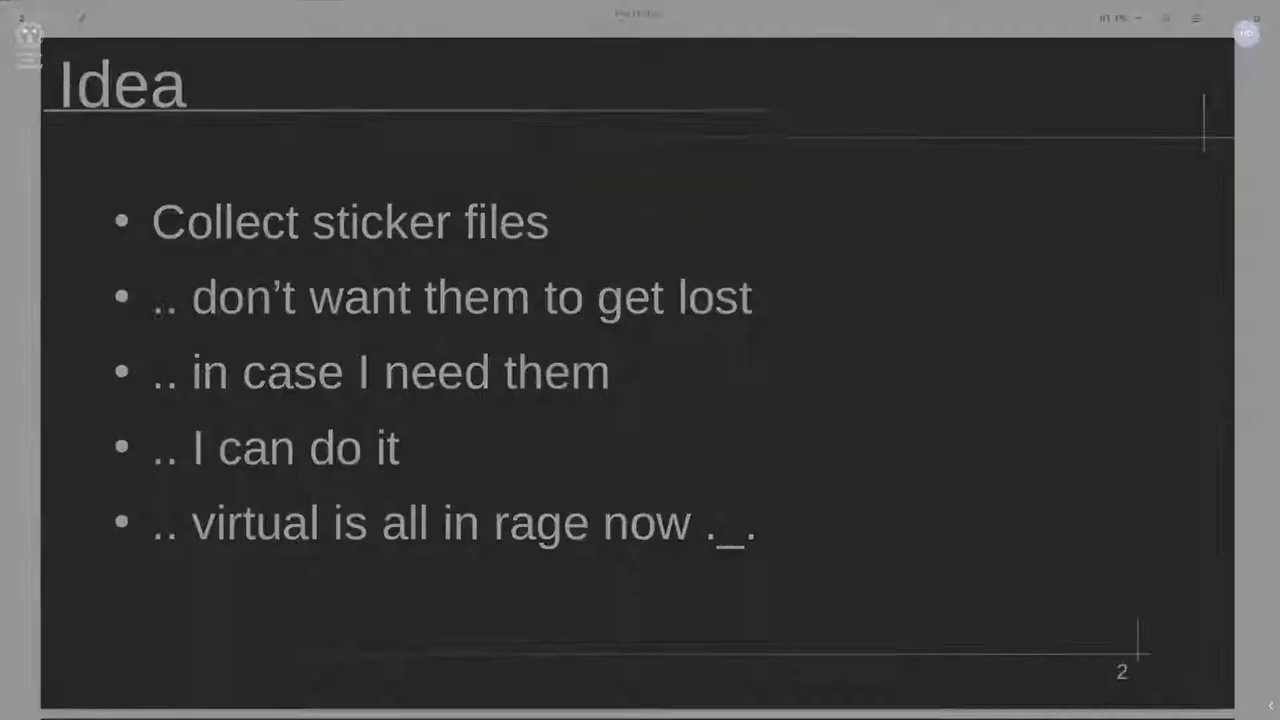 Idea
• Collect sticker files
• .. don’t want them to get lost
• .. in case I need them
• .. I can do it
• .. virtual is all in rage now ._.
2
HD